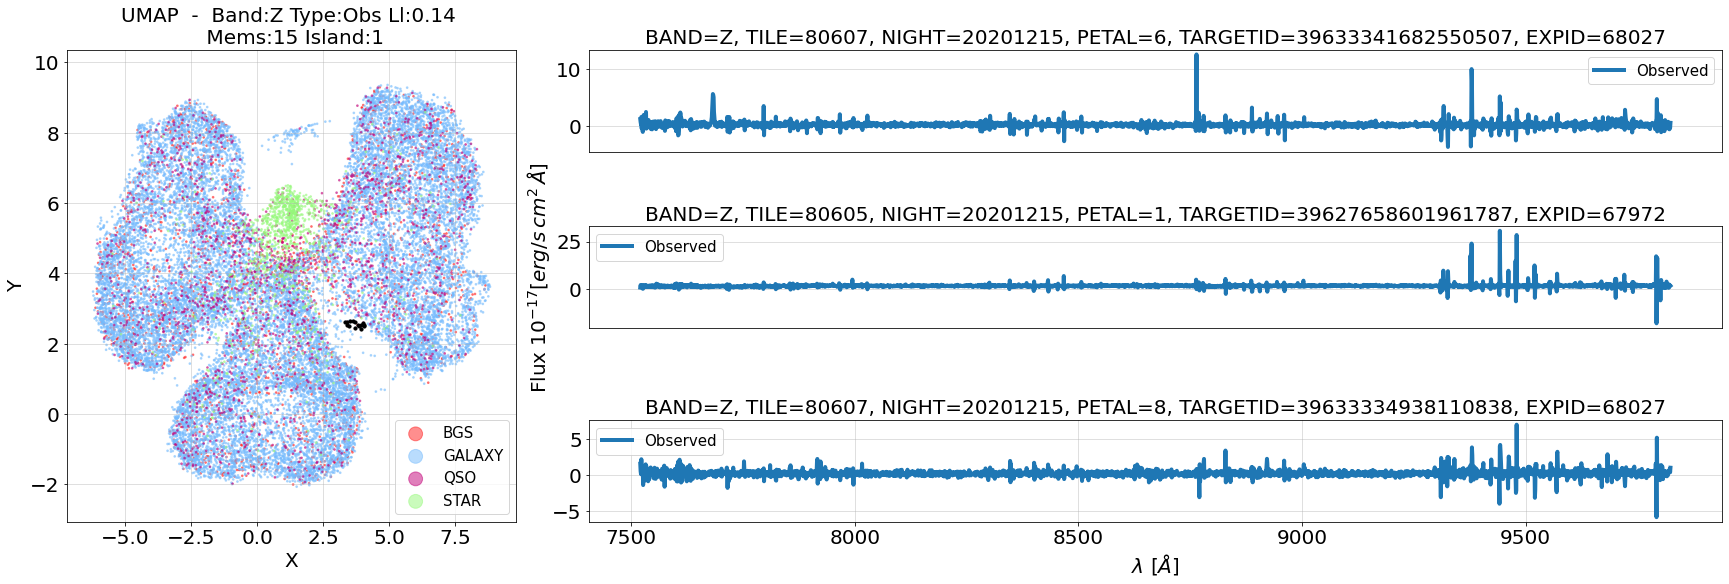 UMAP  -  Band:Z Type:Obs Ll:0.14
Mems:15 Island:1
Y
10
8
6
4
2
0
−2
−5.0 −2.5 0.0 2.5 5.0 7.5
X
BGS
GALAXY
QSO
STAR
Flux 10⁻¹⁷[erg/s cm² Å]
BAND=Z, TILE=80607, NIGHT=20201215, PETAL=6, TARGETID=39633341682550507, EXPID=68027
10
0
Observed
BAND=Z, TILE=80605, NIGHT=20201215, PETAL=1, TARGETID=39627658601961787, EXPID=67972
25
0
Observed
BAND=Z, TILE=80607, NIGHT=20201215, PETAL=8, TARGETID=39633334938110838, EXPID=68027
5
0
−5
Observed
7500 8000 8500 9000 9500
λ [Å]